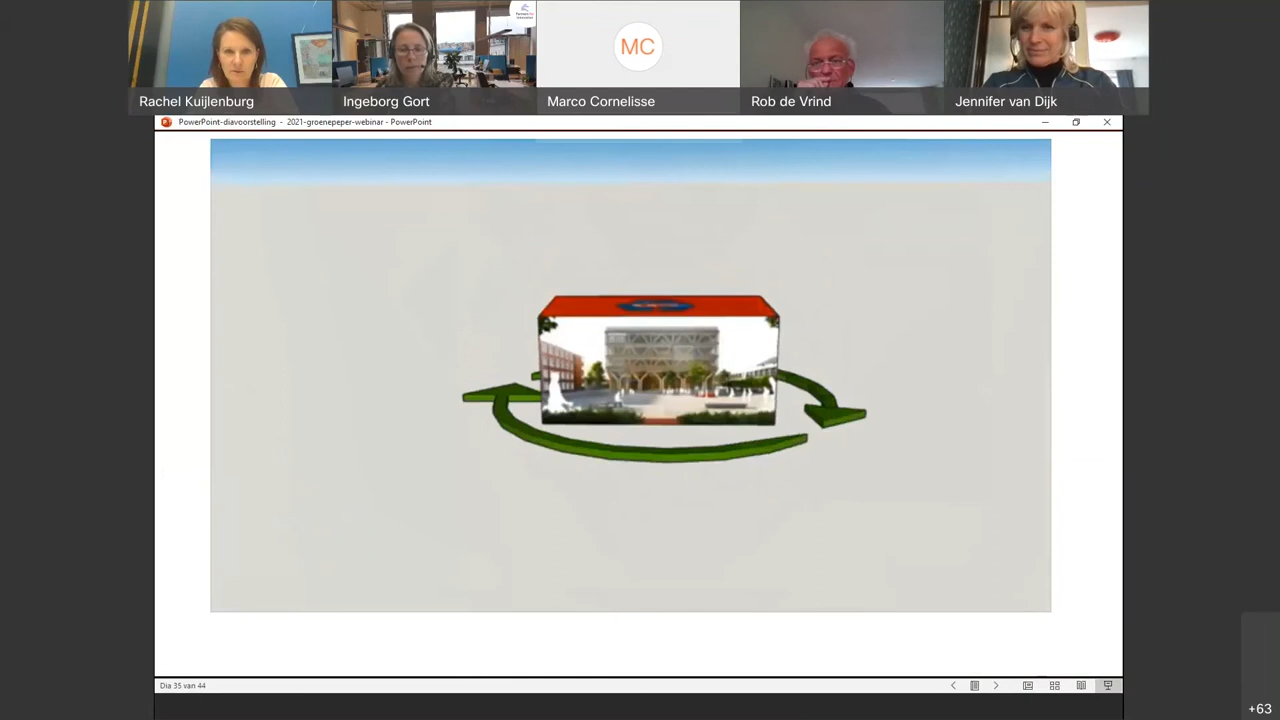 Rachel Kuijlenburg
Ingeborg Gort
MC
Marco Cornelisse
Rob de Vrind
Jennifer van Dijk
PowerPoint-diavoorstelling - 2021-groenepeper-webinar - PowerPoint
Dia 35 van 44
+63